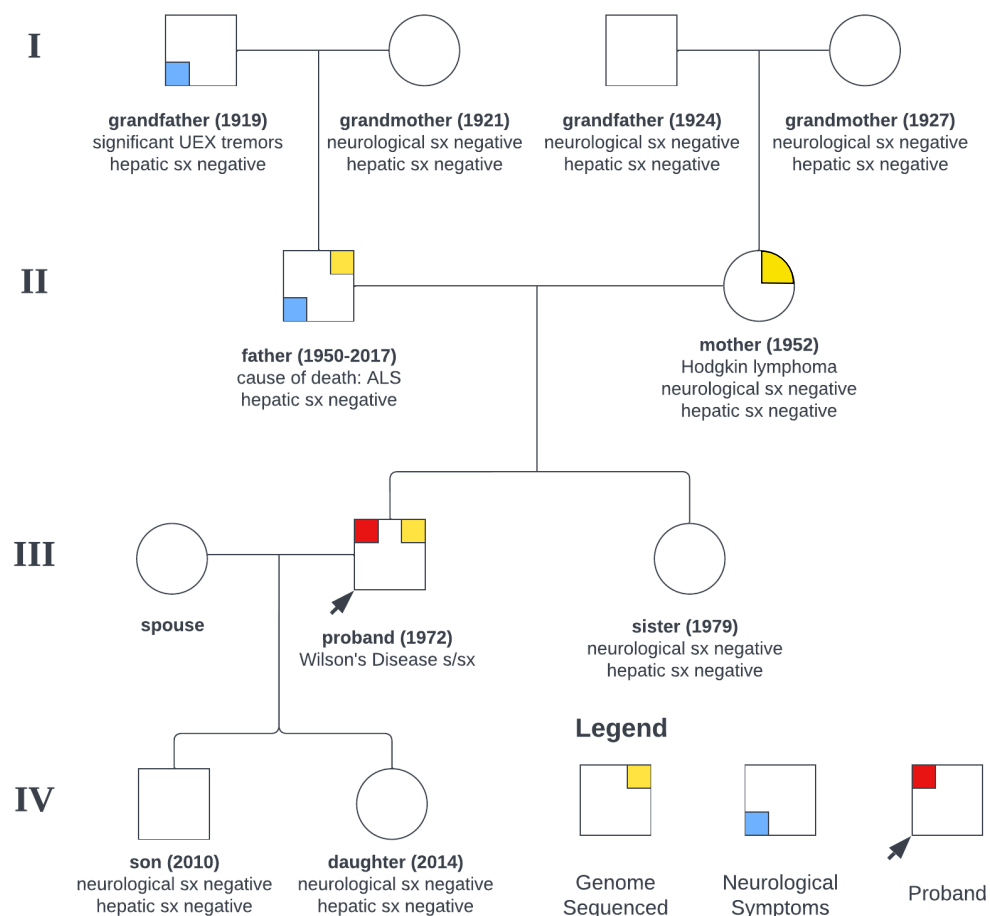 I
grandfather (1919)
significant UEX tremors
hepatic sx negative
grandmother (1921)
neurological sx negative
hepatic sx negative
grandfather (1924)
neurological sx negative
hepatic sx negative
grandmother (1927)
neurological sx negative
hepatic sx negative
II
father (1950-2017)
cause of death: ALS
hepatic sx negative
mother (1952)
Hodgkin lymphoma
neurological sx negative
hepatic sx negative
III
spouse
proband (1972)
Wilson's Disease s/sx
sister (1979)
neurological sx negative
hepatic sx negative
IV
son (2010)
neurological sx negative
hepatic sx negative
daughter (2014)
neurological sx negative
hepatic sx negative
Legend
Genome
Sequenced
Neurological
Symptoms
Proband